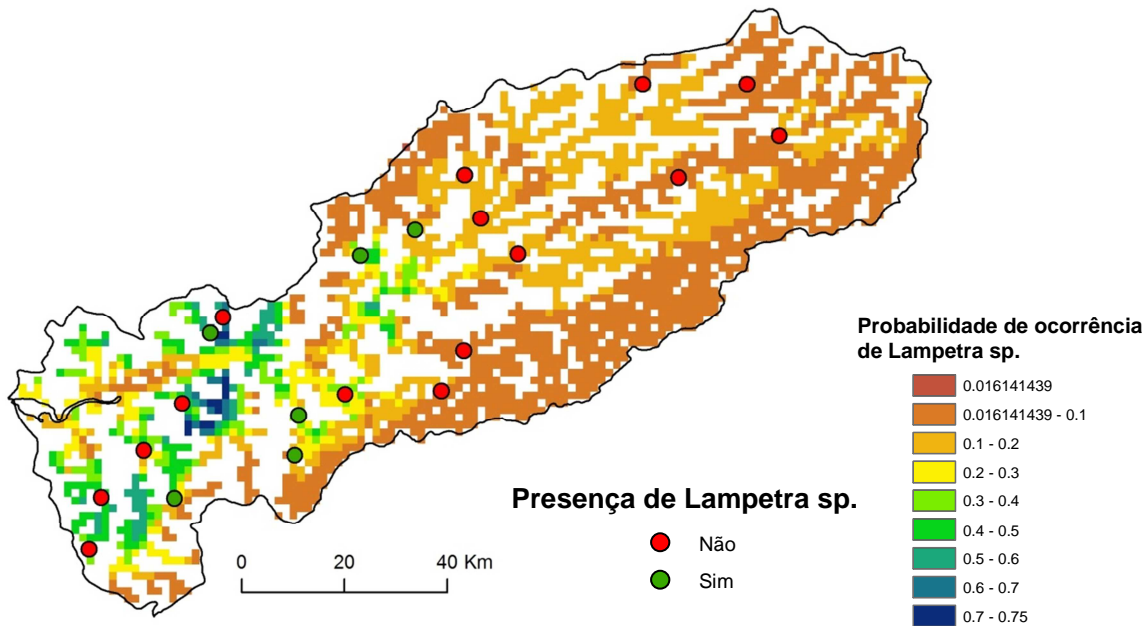 Probabilidade de ocorrência
de Lampetra sp.
0.016141439
0.016141439 - 0.1
0.1 - 0.2
0.2 - 0.3
0.3 - 0.4
0.4 - 0.5
0.5 - 0.6
0.6 - 0.7
0.7 - 0.75
Presença de Lampetra sp.
Não
Sim
0 20 40 Km